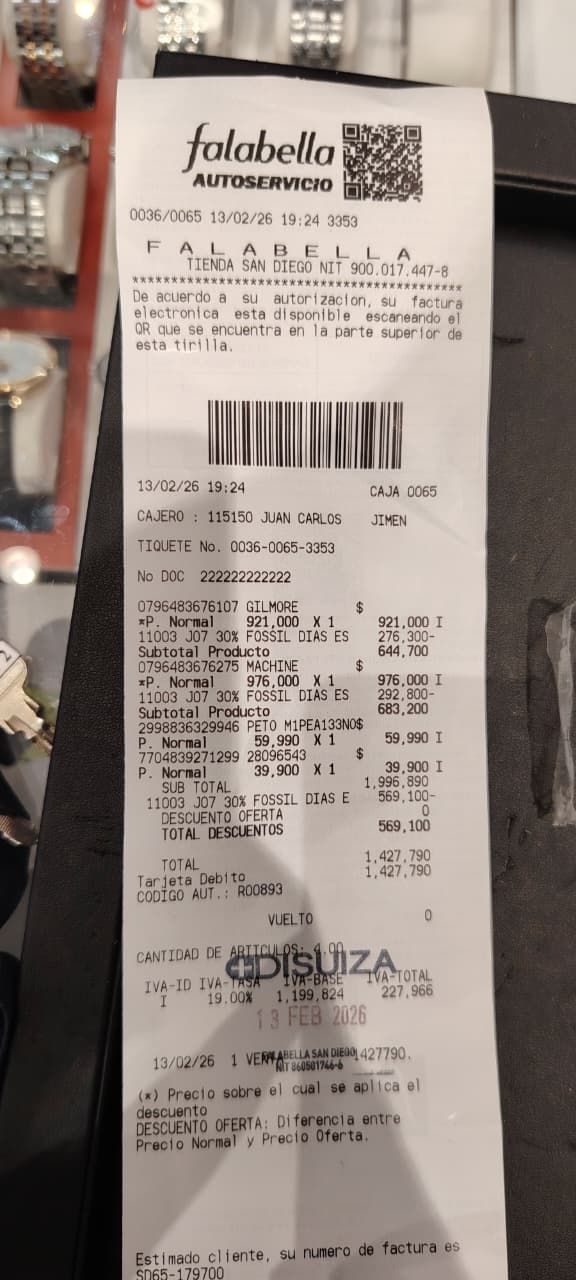 falabella
AUTOSERVICIO
0036/0065 13/02/26 19:24 3353
F A L A B E L L A
TIENDA SAN DIEGO NIT 900.017.447-8
******************************************
De acuerdo a su autorizacion, su factura
electronica esta disponible escaneando el
QR que se encuentra en la parte superior de
esta tirilla.
13/02/26 19:24 CAJA 0065
CAJERO : 115150 JUAN CARLOS JIMEN
TIQUETE No. 0036-0065-3353
No DOC 222222222222
0796483676107 GILMORE $
*P. Normal 921,000 X 1 921,000 I
11003 J07 30% FOSSIL DIAS ES 276,300-
Subtotal Producto 644,700
0796483676275 MACHINE $
*P. Normal 976,000 X 1 976,000 I
11003 J07 30% FOSSIL DIAS ES 292,800-
Subtotal Producto 683,200
2998836329946 PETO M1PEA133NO$
P. Normal 59,990 X 1 59,990 I
7704839271299 28096543 $
P. Normal 39,900 X 1 39,900 I
SUB TOTAL 1,996,890
11003 J07 30% FOSSIL DIAS E 569,100-
DESCUENTO OFERTA 0
TOTAL DESCUENTOS 569,100
TOTAL 1,427,790
Tarjeta Debito 1,427,790
CODIGO AUT.: R00893
VUELTO 0
CANTIDAD DE ARTICULOS: 4.00
DISUIZA
IVA-ID IVA-TASA IVA-BASE IVA-TOTAL
I 19.00% 1,199,824 227,966
13 FEB 2026
FALABELLA SAN DIEGO
13/02/26 1 VENTA 1427790.
NIT 860501746-6
(*) Precio sobre el cual se aplica el
descuento
DESCUENTO OFERTA: Diferencia entre
Precio Normal y Precio Oferta.
Estimado cliente, su numero de factura es
SD65-179700